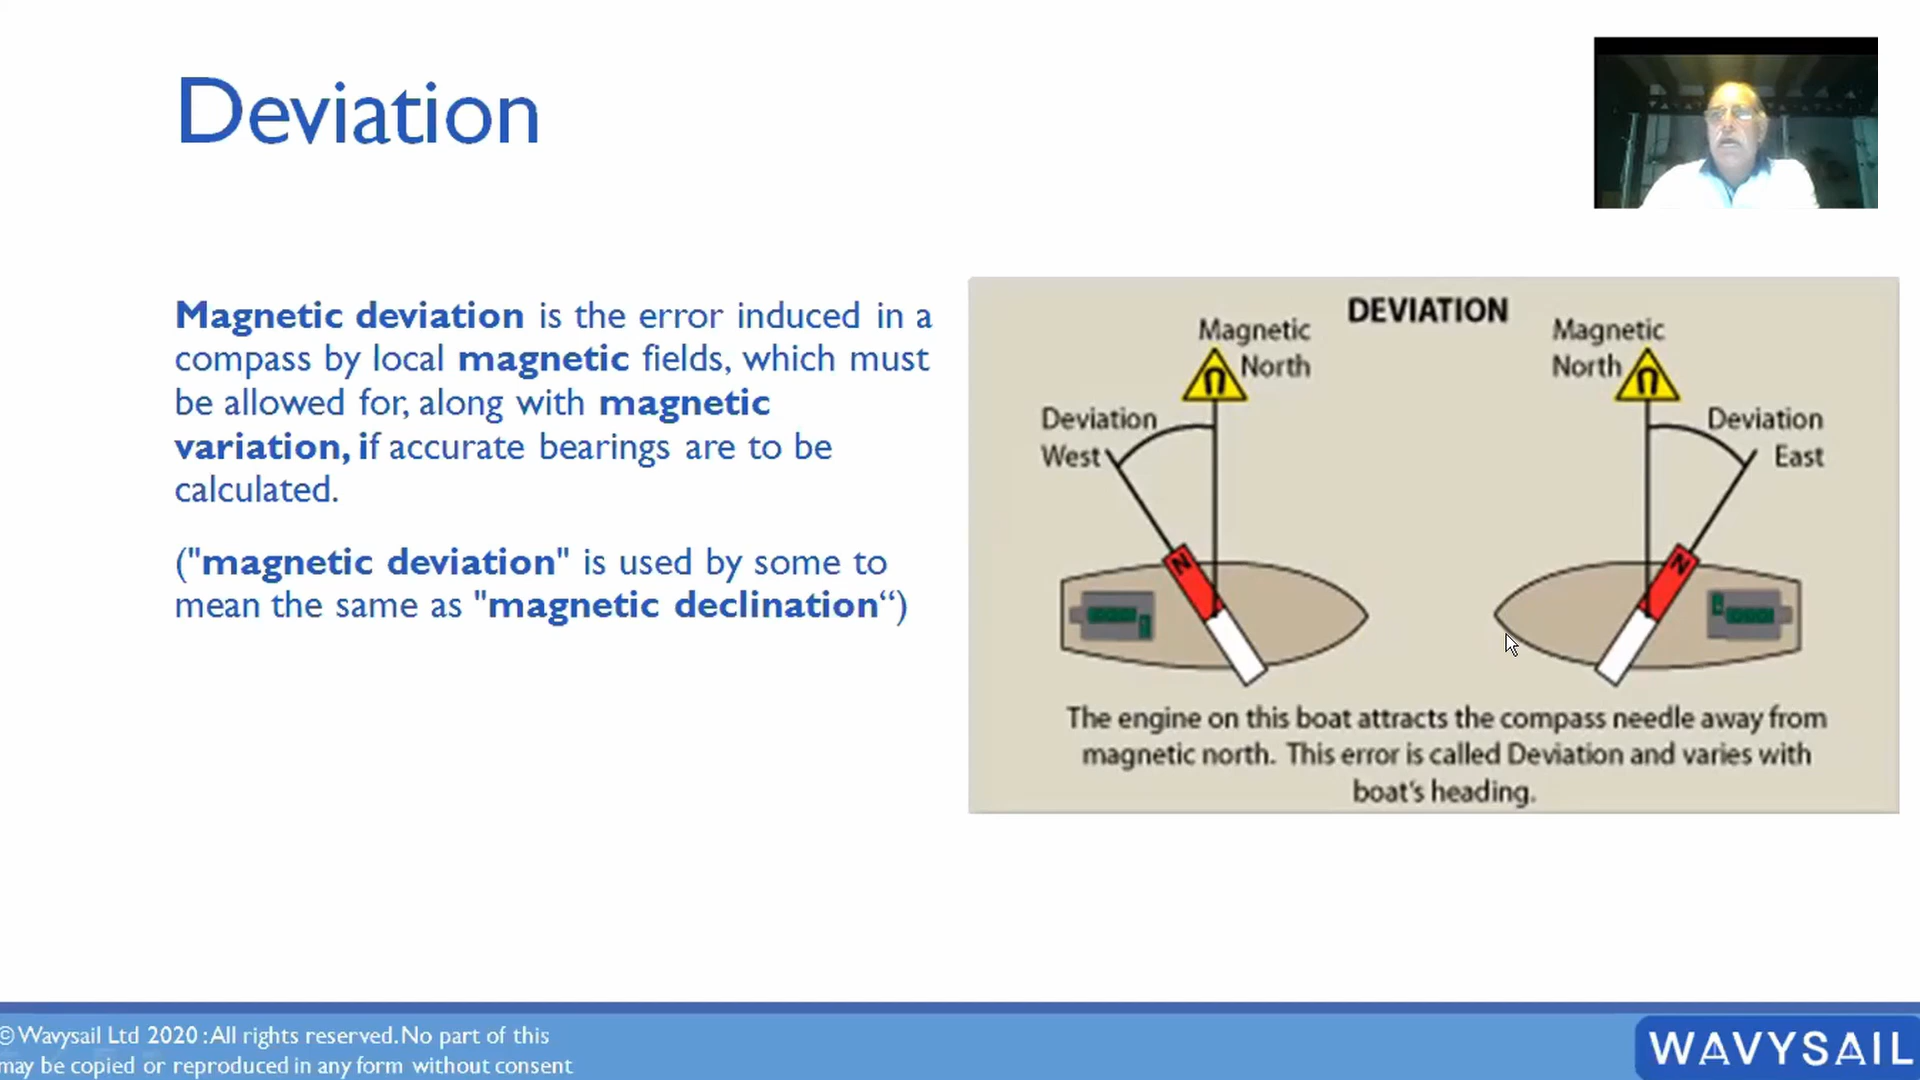 Deviation
Magnetic deviation is the error induced in a
compass by local magnetic fields, which must
be allowed for, along with magnetic
variation, if accurate bearings are to be
calculated.
("magnetic deviation" is used by some to
mean the same as "magnetic declination“)
DEVIATION
Magnetic
North
Deviation
West
N
Magnetic
North
Deviation
East
N
The engine on this boat attracts the compass needle away from
magnetic north. This error is called Deviation and varies with
boat's heading.
© Wavysail Ltd 2020 : All rights reserved. No part of this
may be copied or reproduced in any form without consent
WAVYSAIL